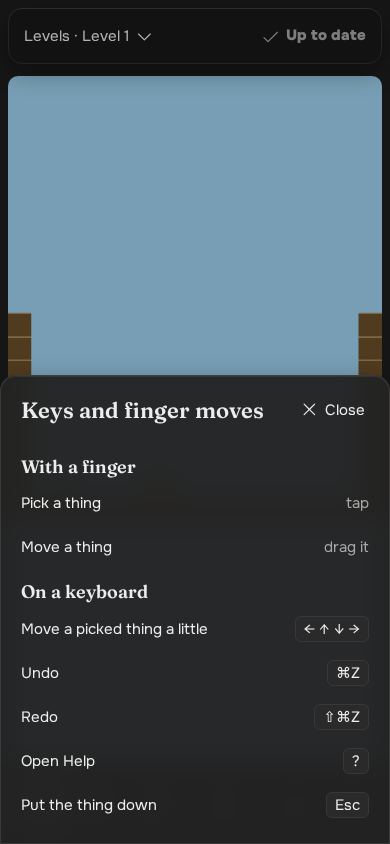 Levels · Level 1
Up to date
Keys and finger moves
Close
With a finger
Pick a thing tap
Move a thing drag it
On a keyboard
Move a picked thing a little ← ↑ ↓ →
Undo ⌘Z
Redo ⇧⌘Z
Open Help ?
Put the thing down Esc